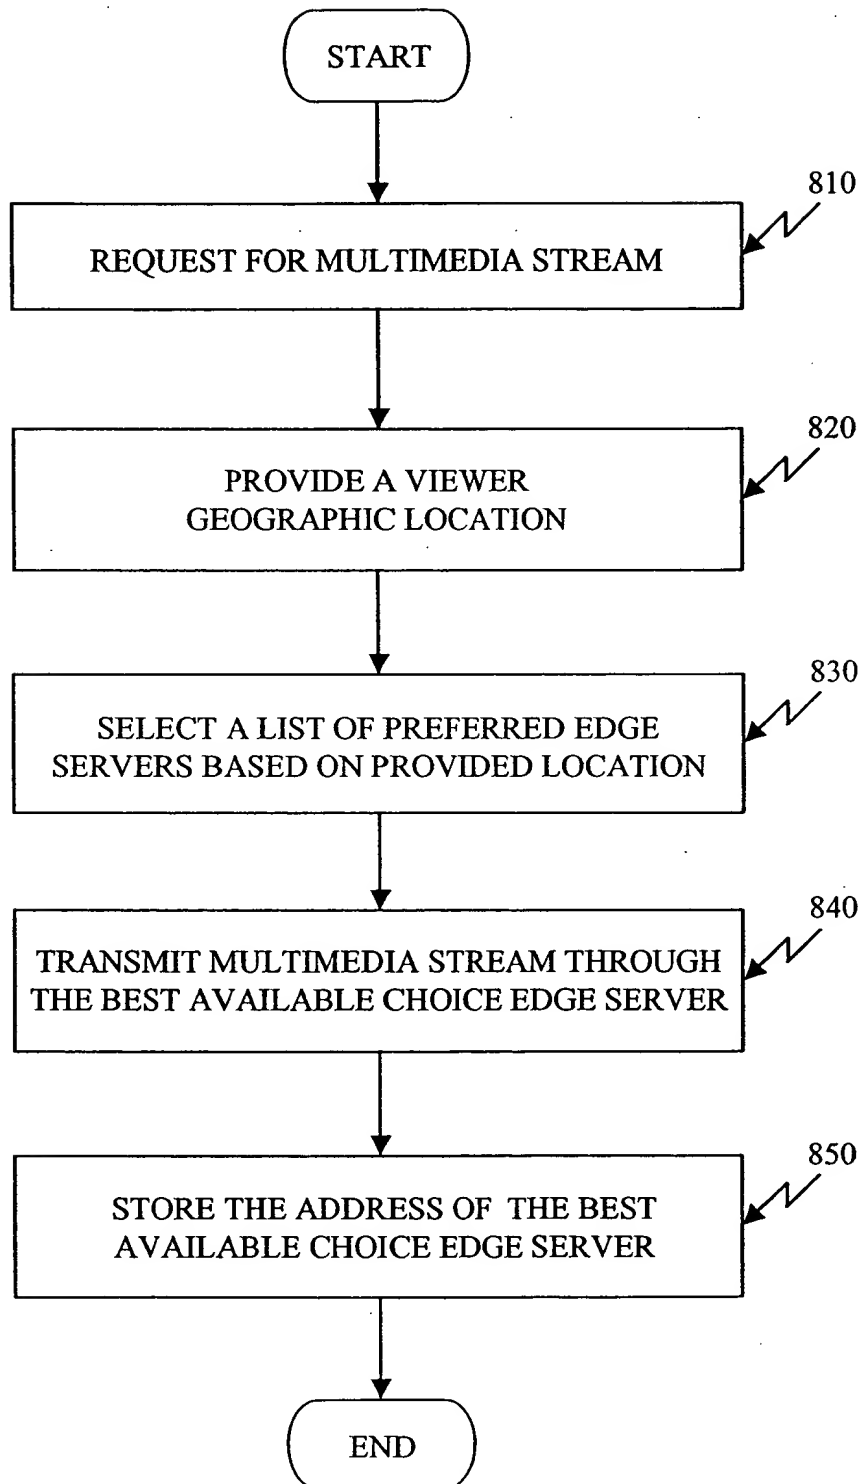 START
810
REQUEST FOR MULTIMEDIA STREAM
820
PROVIDE A VIEWER
GEOGRAPHIC LOCATION
830
SELECT A LIST OF PREFERRED EDGE
SERVERS BASED ON PROVIDED LOCATION
840
TRANSMIT MULTIMEDIA STREAM THROUGH
THE BEST AVAILABLE CHOICE EDGE SERVER
850
STORE THE ADDRESS OF THE BEST
AVAILABLE CHOICE EDGE SERVER
END